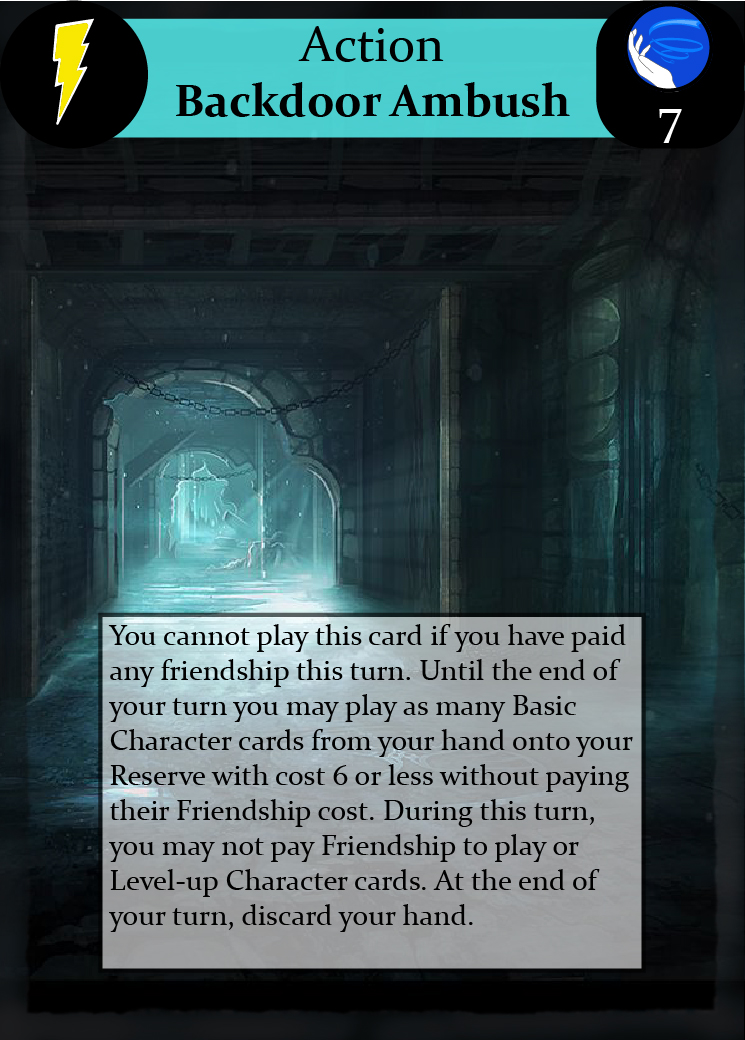 Action
Backdoor Ambush
7
You cannot play this card if you have paid
any friendship this turn. Until the end of
your turn you may play as many Basic
Character cards from your hand onto your
Reserve with cost 6 or less without paying
their Friendship cost. During this turn,
you may not pay Friendship to play or
Level-up Character cards. At the end of
your turn, discard your hand.